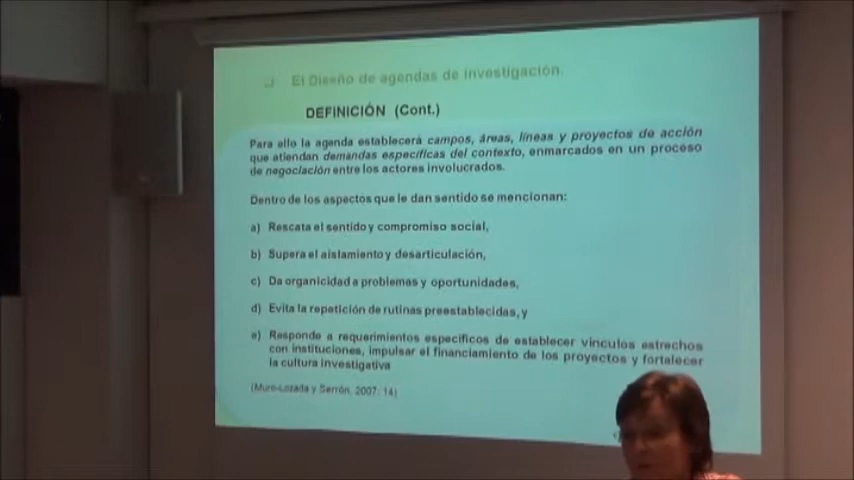 El Diseño de agendas de investigación.
DEFINICIÓN (Cont.)
Para ello la agenda establecerá campos, áreas, líneas y proyectos de acción
que atiendan demandas específicas del contexto, enmarcados en un proceso
de negociación entre los actores involucrados.
Dentro de los aspectos que le dan sentido se mencionan:
a) Rescata el sentido y compromiso social,
b) Supera el aislamiento y desarticulación,
c) Da organicidad a problemas y oportunidades,
d) Evita la repetición de rutinas preestablecidas, y
e) Responde a requerimientos específicos de establecer vínculos estrechos
con instituciones, impulsar el financiamiento de los proyectos y fortalecer
la cultura investigativa
(Muro-Lozada y Serrón, 2007: 14)